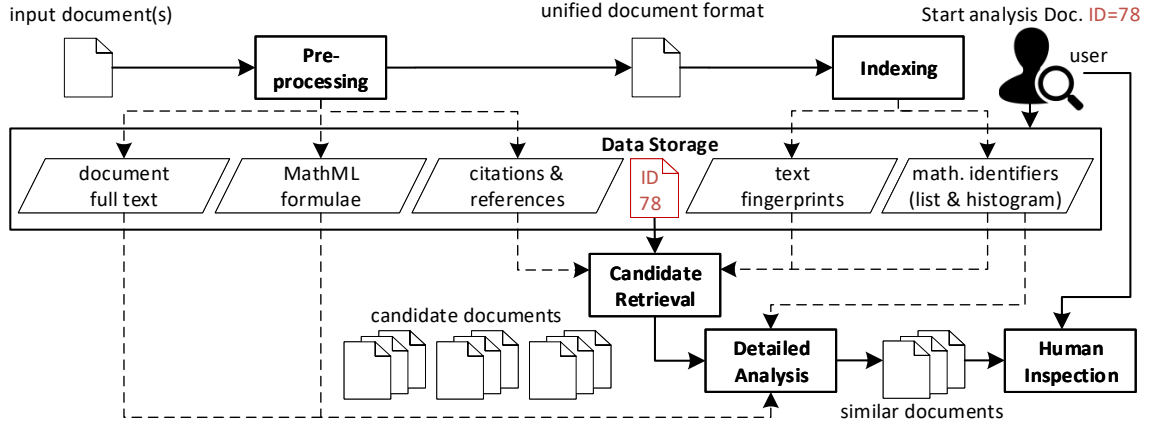 input document(s)
unified document format
Start analysis Doc. ID=78
user
Pre-
processing
Indexing
Data Storage
document
full text
MathML
formulae
citations &
references
ID
78
text
fingerprints
math. identifiers
(list & histogram)
Candidate
Retrieval
candidate documents
Detailed
Analysis
Human
Inspection
similar documents